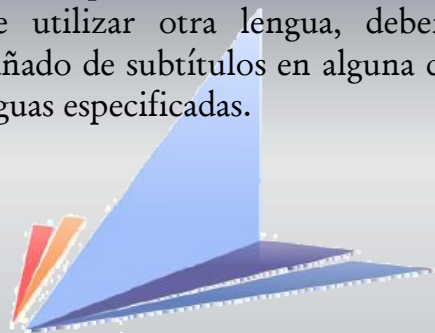 e utilizar otra lengua, deber
ñado de subtítulos en alguna d
guas especificadas.